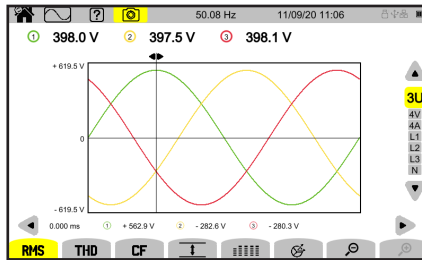 50.08 Hz 11/09/20 11:06
1 398.0 V 2 397.5 V 3 398.1 V
+ 619.5 V
0
- 619.5 V
3U
4V
4A
L1
L2
L3
N
0.000 ms 1 + 562.9 V 2 - 282.6 V 3 - 280.3 V
RMS THD CF